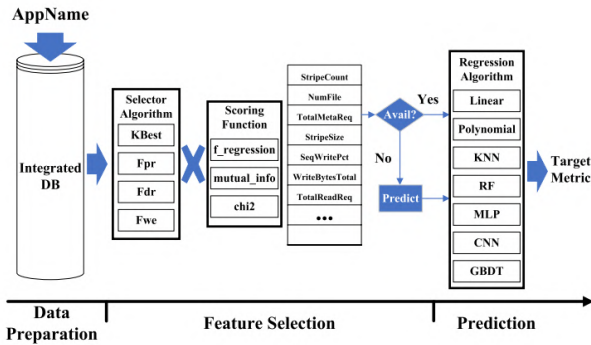 AppName
Integrated
DB
Selector
Algorithm
KBest
Fpr
Fdr
Fwe
Scoring
Function
f_regression
mutual_info
chi2
StripeCount
NumFile
TotalMetaReq
StripeSize
SeqWritePct
WriteBytesTotal
TotalReadReq
•••
Avail?
Yes
No
Predict
Regression
Algorithm
Linear
Polynomial
KNN
RF
MLP
CNN
GBDT
Target
Metric
Data
Preparation
Feature Selection
Prediction